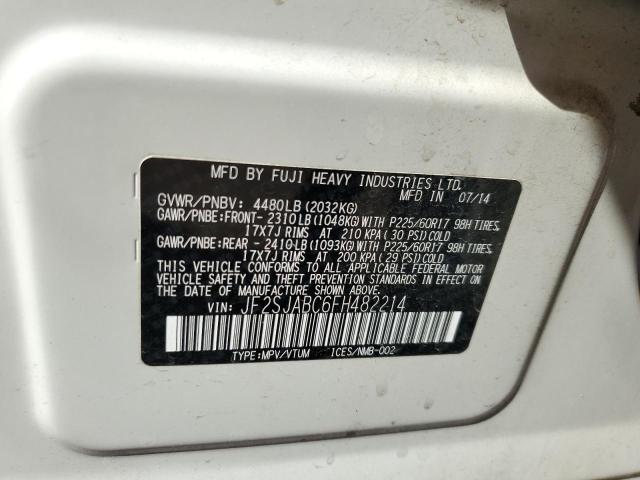 MFD BY FUJI HEAVY INDUSTRIES LTD.
MADE IN 07/14
GVWR/PNBV: 4480LB(2032KG)
GAWR/PNBE:FRONT-2310LB(1048KG)WITH P225/60R17 98H TIRES,
17X7J RIMS AT 210 KPA(30 PSI)COLD
GAWR/PNBE:REAR -2410LB(1093KG)WITH P225/60R17 98H TIRES,
17X7J RIMS AT 200 KPA(29 PSI)COLD
THIS VEHICLE CONFORMS TO ALL APPLICABLE FEDERAL MOTOR
VEHICLE SAFETY AND THEFT PREVENTION STANDARDS IN EFFECT
ON THE DATE OF MANUFACTURE SHOWN ABOVE.
VIN: JF2SJABC6FH482214
TYPE:MPV/VTUM ICES/NMB-002